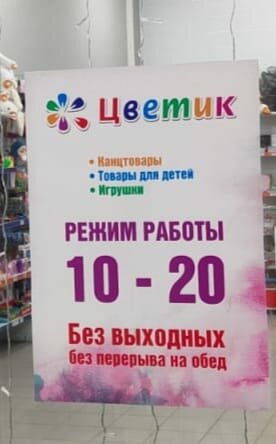 Цветик
• Канцтовары
• Товары для детей
• Игрушки
РЕЖИМ РАБОТЫ
10 - 20
Без выходных
без перерыва на обед